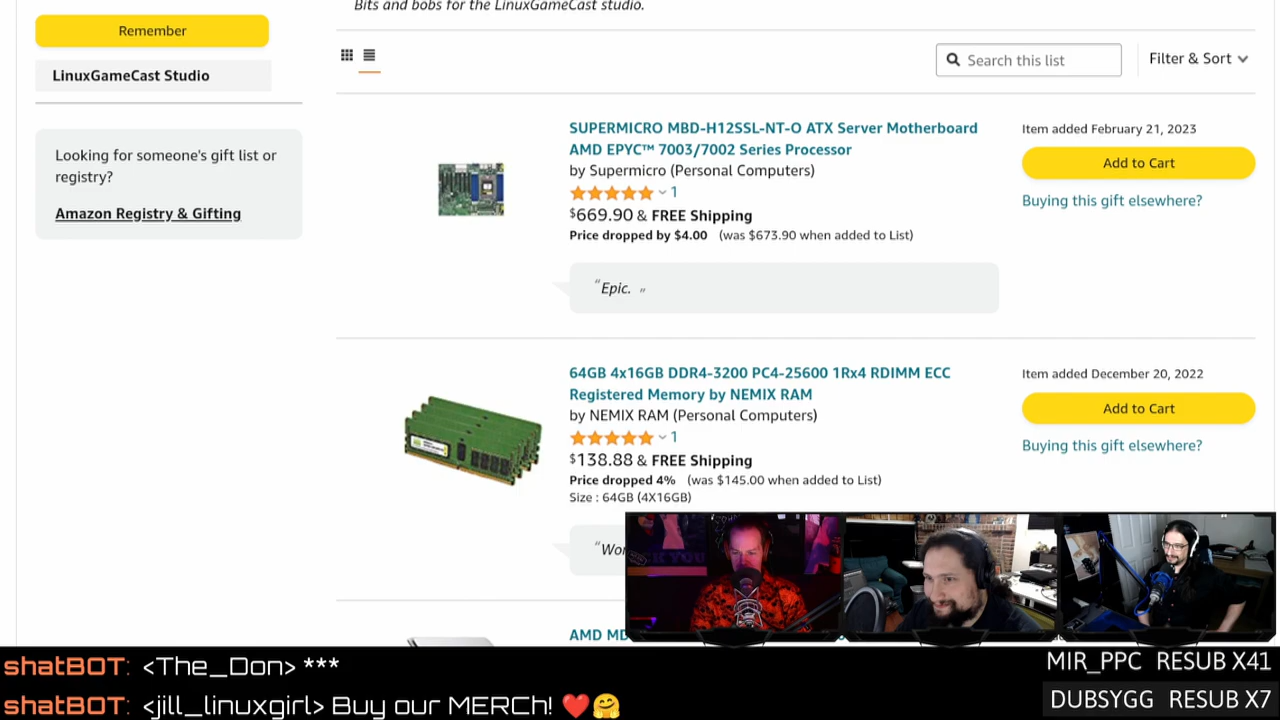 Bits and bobs for the LinuxGameCast studio.
Remember
LinuxGameCast Studio
Search this list
Filter & Sort
Looking for someone's gift list or
registry?
Amazon Registry & Gifting
SUPERMICRO MBD-H12SSL-NT-O ATX Server Motherboard
AMD EPYC™ 7003/7002 Series Processor
by Supermicro (Personal Computers)
1
$669.90 & FREE Shipping
Price dropped by $4.00 (was $673.90 when added to List)
"Epic. "
Item added February 21, 2023
Add to Cart
Buying this gift elsewhere?
64GB 4x16GB DDR4-3200 PC4-25600 1Rx4 RDIMM ECC
Registered Memory by NEMIX RAM
by NEMIX RAM (Personal Computers)
1
$138.88 & FREE Shipping
Price dropped 4% (was $145.00 when added to List)
Size : 64GB (4X16GB)
Item added December 20, 2022
Add to Cart
Buying this gift elsewhere?
AMD
shatBOT: <The_Don> ***
shatBOT: <jill_linuxgirl> Buy our MERCh! ❤️🤗
MIR_PPC RESUB X41
DUBSYGG RESUB X7